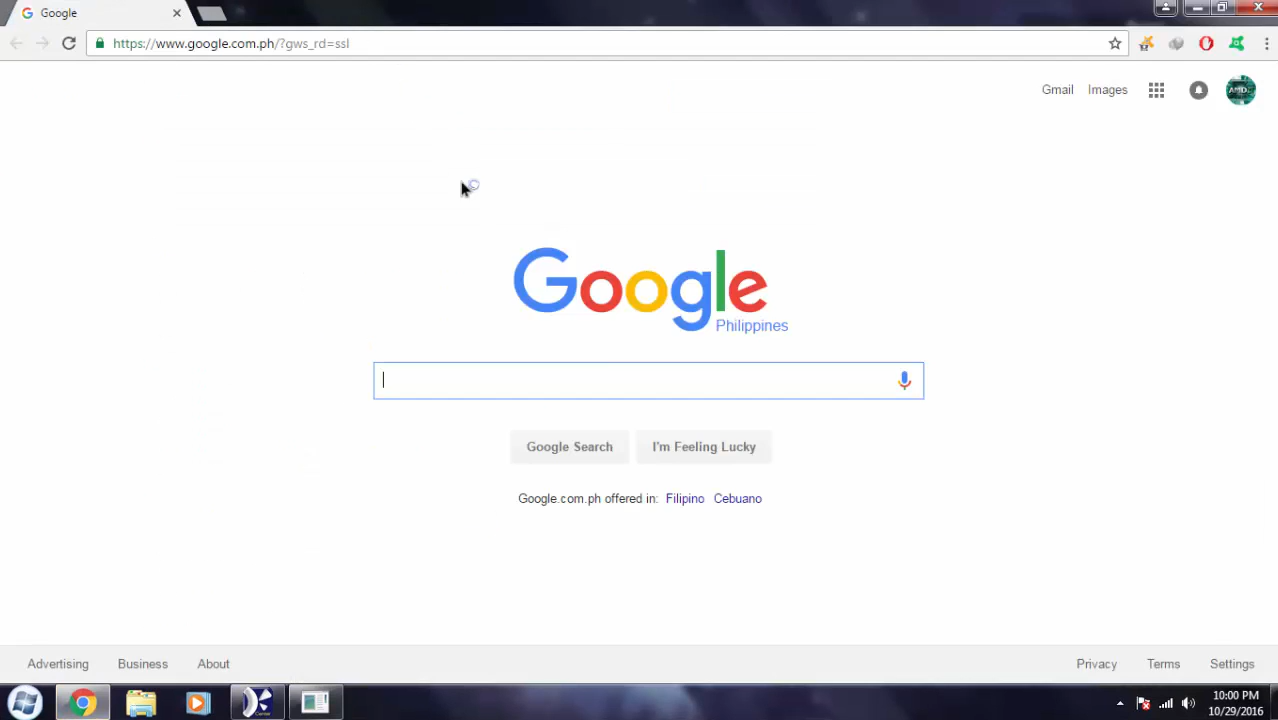 Google
https://www.google.com.ph/?gws_rd=ssl
Gmail Images
AMD
Google
Philippines
Google Search I'm Feeling Lucky
Google.com.ph offered in: Filipino Cebuano
Advertising Business About Privacy Terms Settings
10:00 PM
10/29/2016